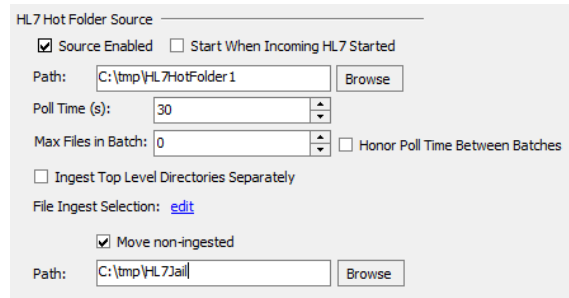 HL7 Hot Folder Source
Source Enabled Start When Incoming HL7 Started
Path: C:\tmp\HL7HotFolder1 Browse
Poll Time (s): 30
Max Files in Batch: 0 Honor Poll Time Between Batches
Ingest Top Level Directories Separately
File Ingest Selection: edit
Move non-ingested
Path: C:\tmp\HL7Jail Browse